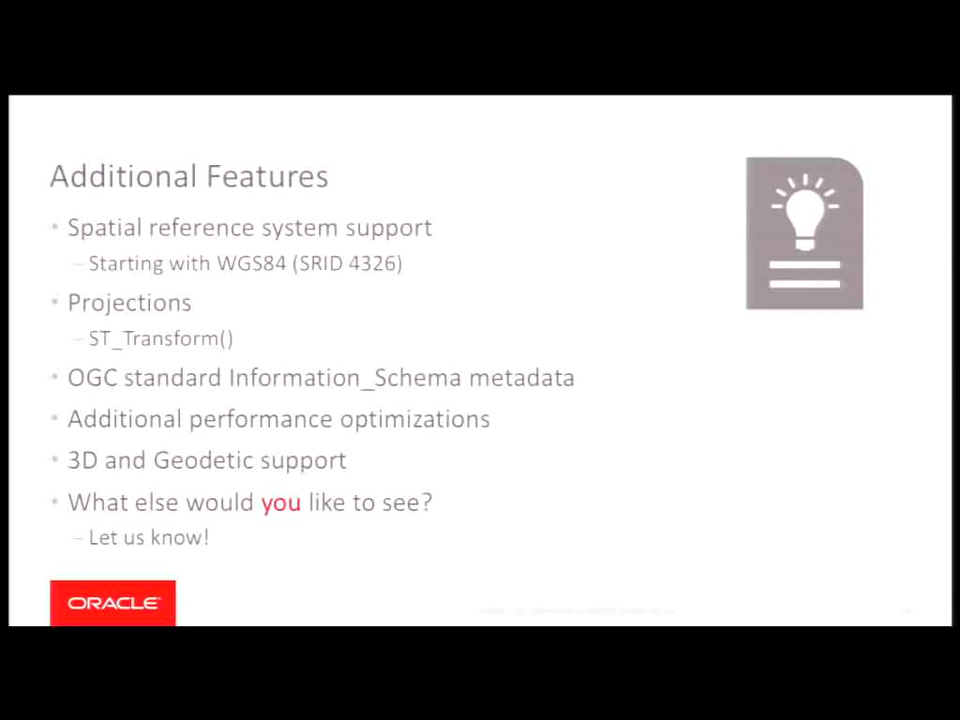 Additional Features
• Spatial reference system support
– Starting with WGS84 (SRID 4326)
• Projections
– ST_Transform()
• OGC standard Information_Schema metadata
• Additional performance optimizations
• 3D and Geodetic support
• What else would you like to see?
– Let us know!
ORACLE